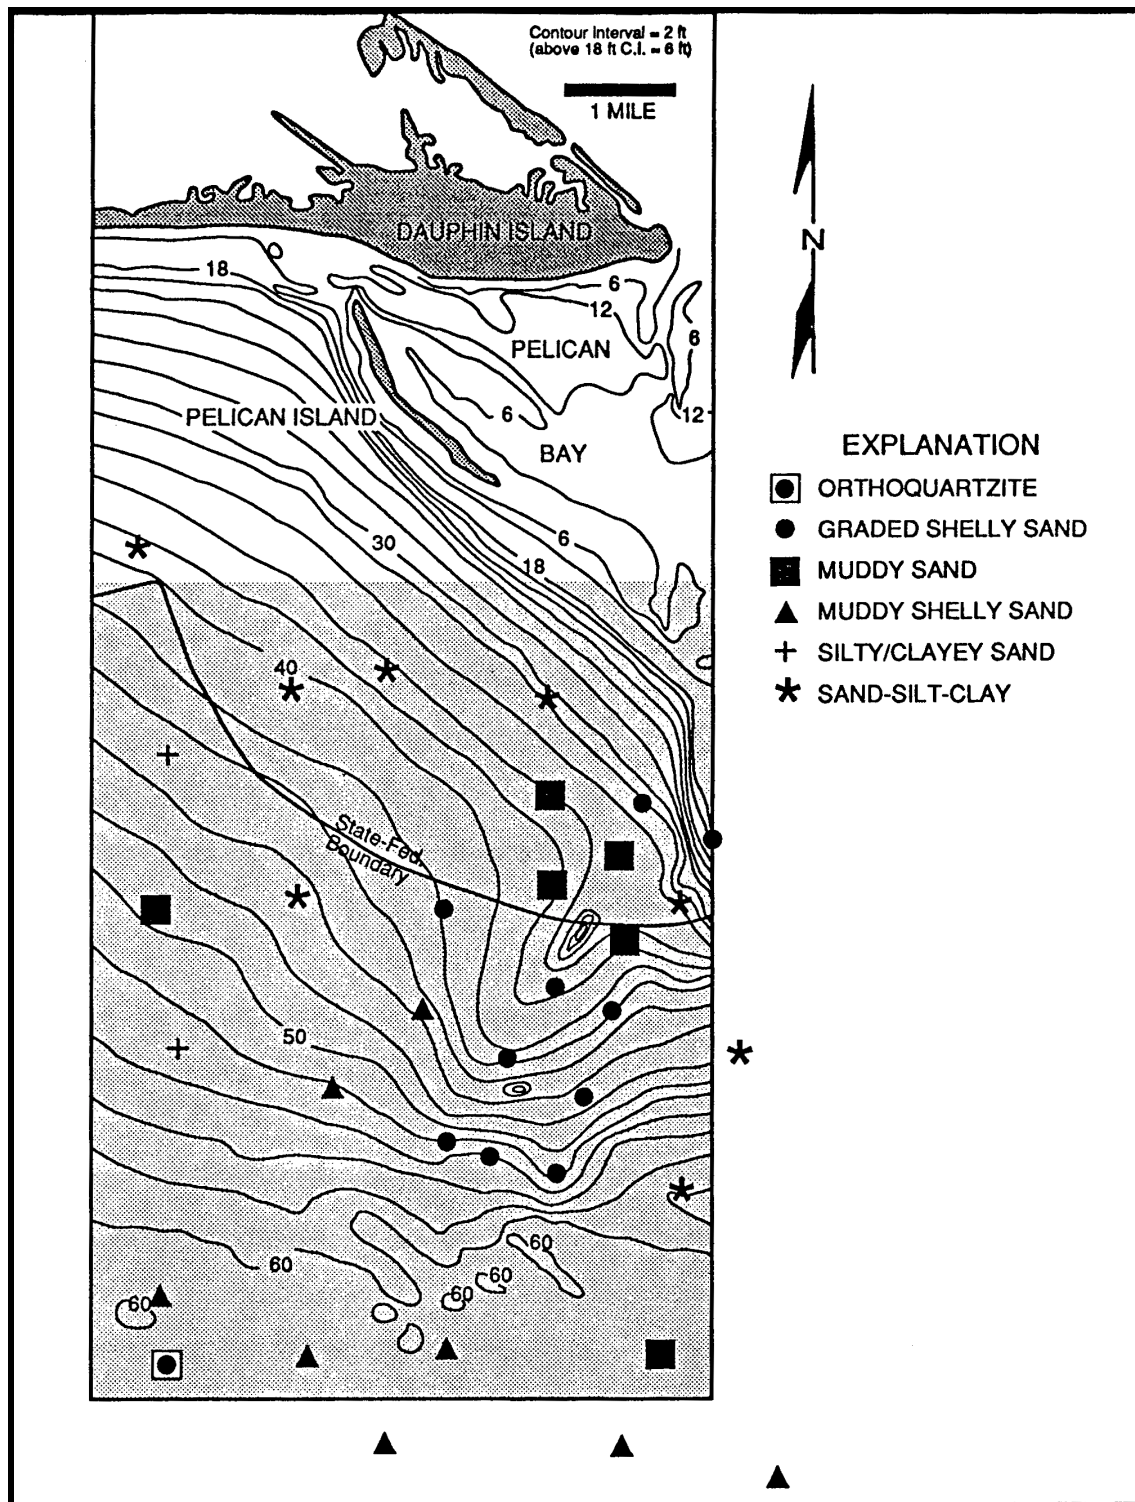 Contour Interval = 2 ft
(above 18 ft C.I. = 6 ft)
1 MILE
DAUPHIN ISLAND
N
18
6
12
6
PELICAN
PELICAN ISLAND
6
12
BAY
EXPLANATION
ORTHOQUARTZITE
GRADED SHELLY SAND
MUDDY SAND
MUDDY SHELLY SAND
SILTY/CLAYEY SAND
SAND-SILT-CLAY
30
6
18
40
State-Fed.
Boundary
50
60
60
60
60
60